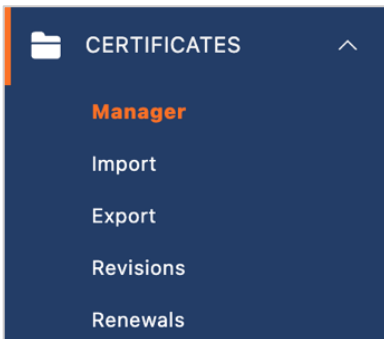 CERTIFICATES
Manager
Import
Export
Revisions
Renewals